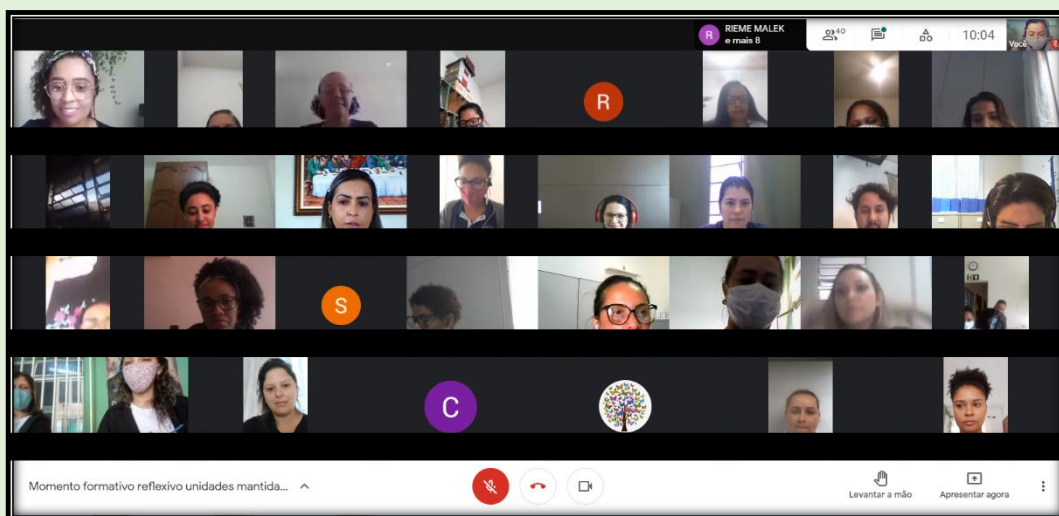 R
RIEME MALEK
e mais 8
40
10:04
Você
R
S
C
Momento formativo reflexivo unidades mantida...
Levantar a mão
Apresentar agora